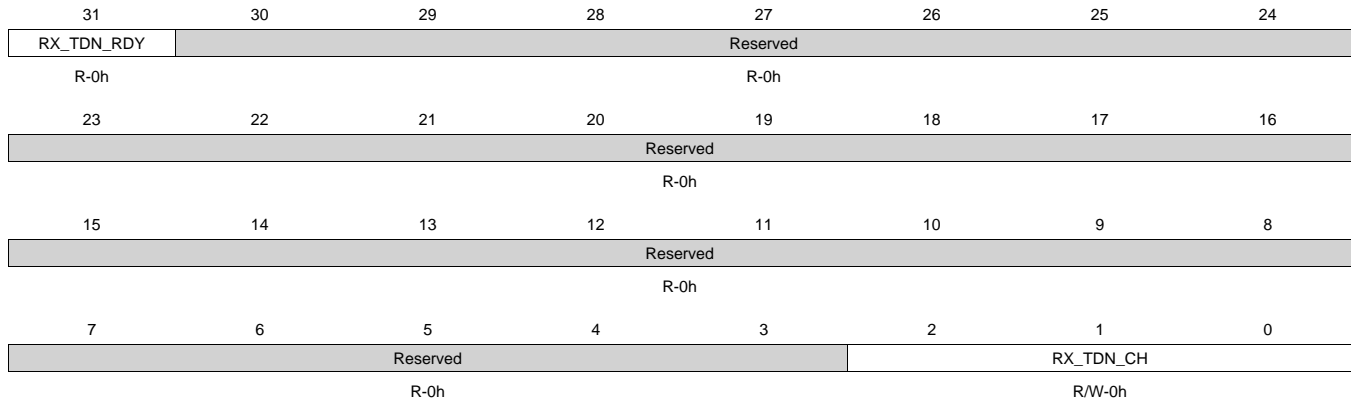 31 30 29 28 27 26 25 24
RX_TDN_RDY Reserved
R-0h R-0h
23 22 21 20 19 18 17 16
Reserved
R-0h
15 14 13 12 11 10 9 8
Reserved
R-0h
7 6 5 4 3 2 1 0
Reserved RX_TDN_CH
R-0h R/W-0h